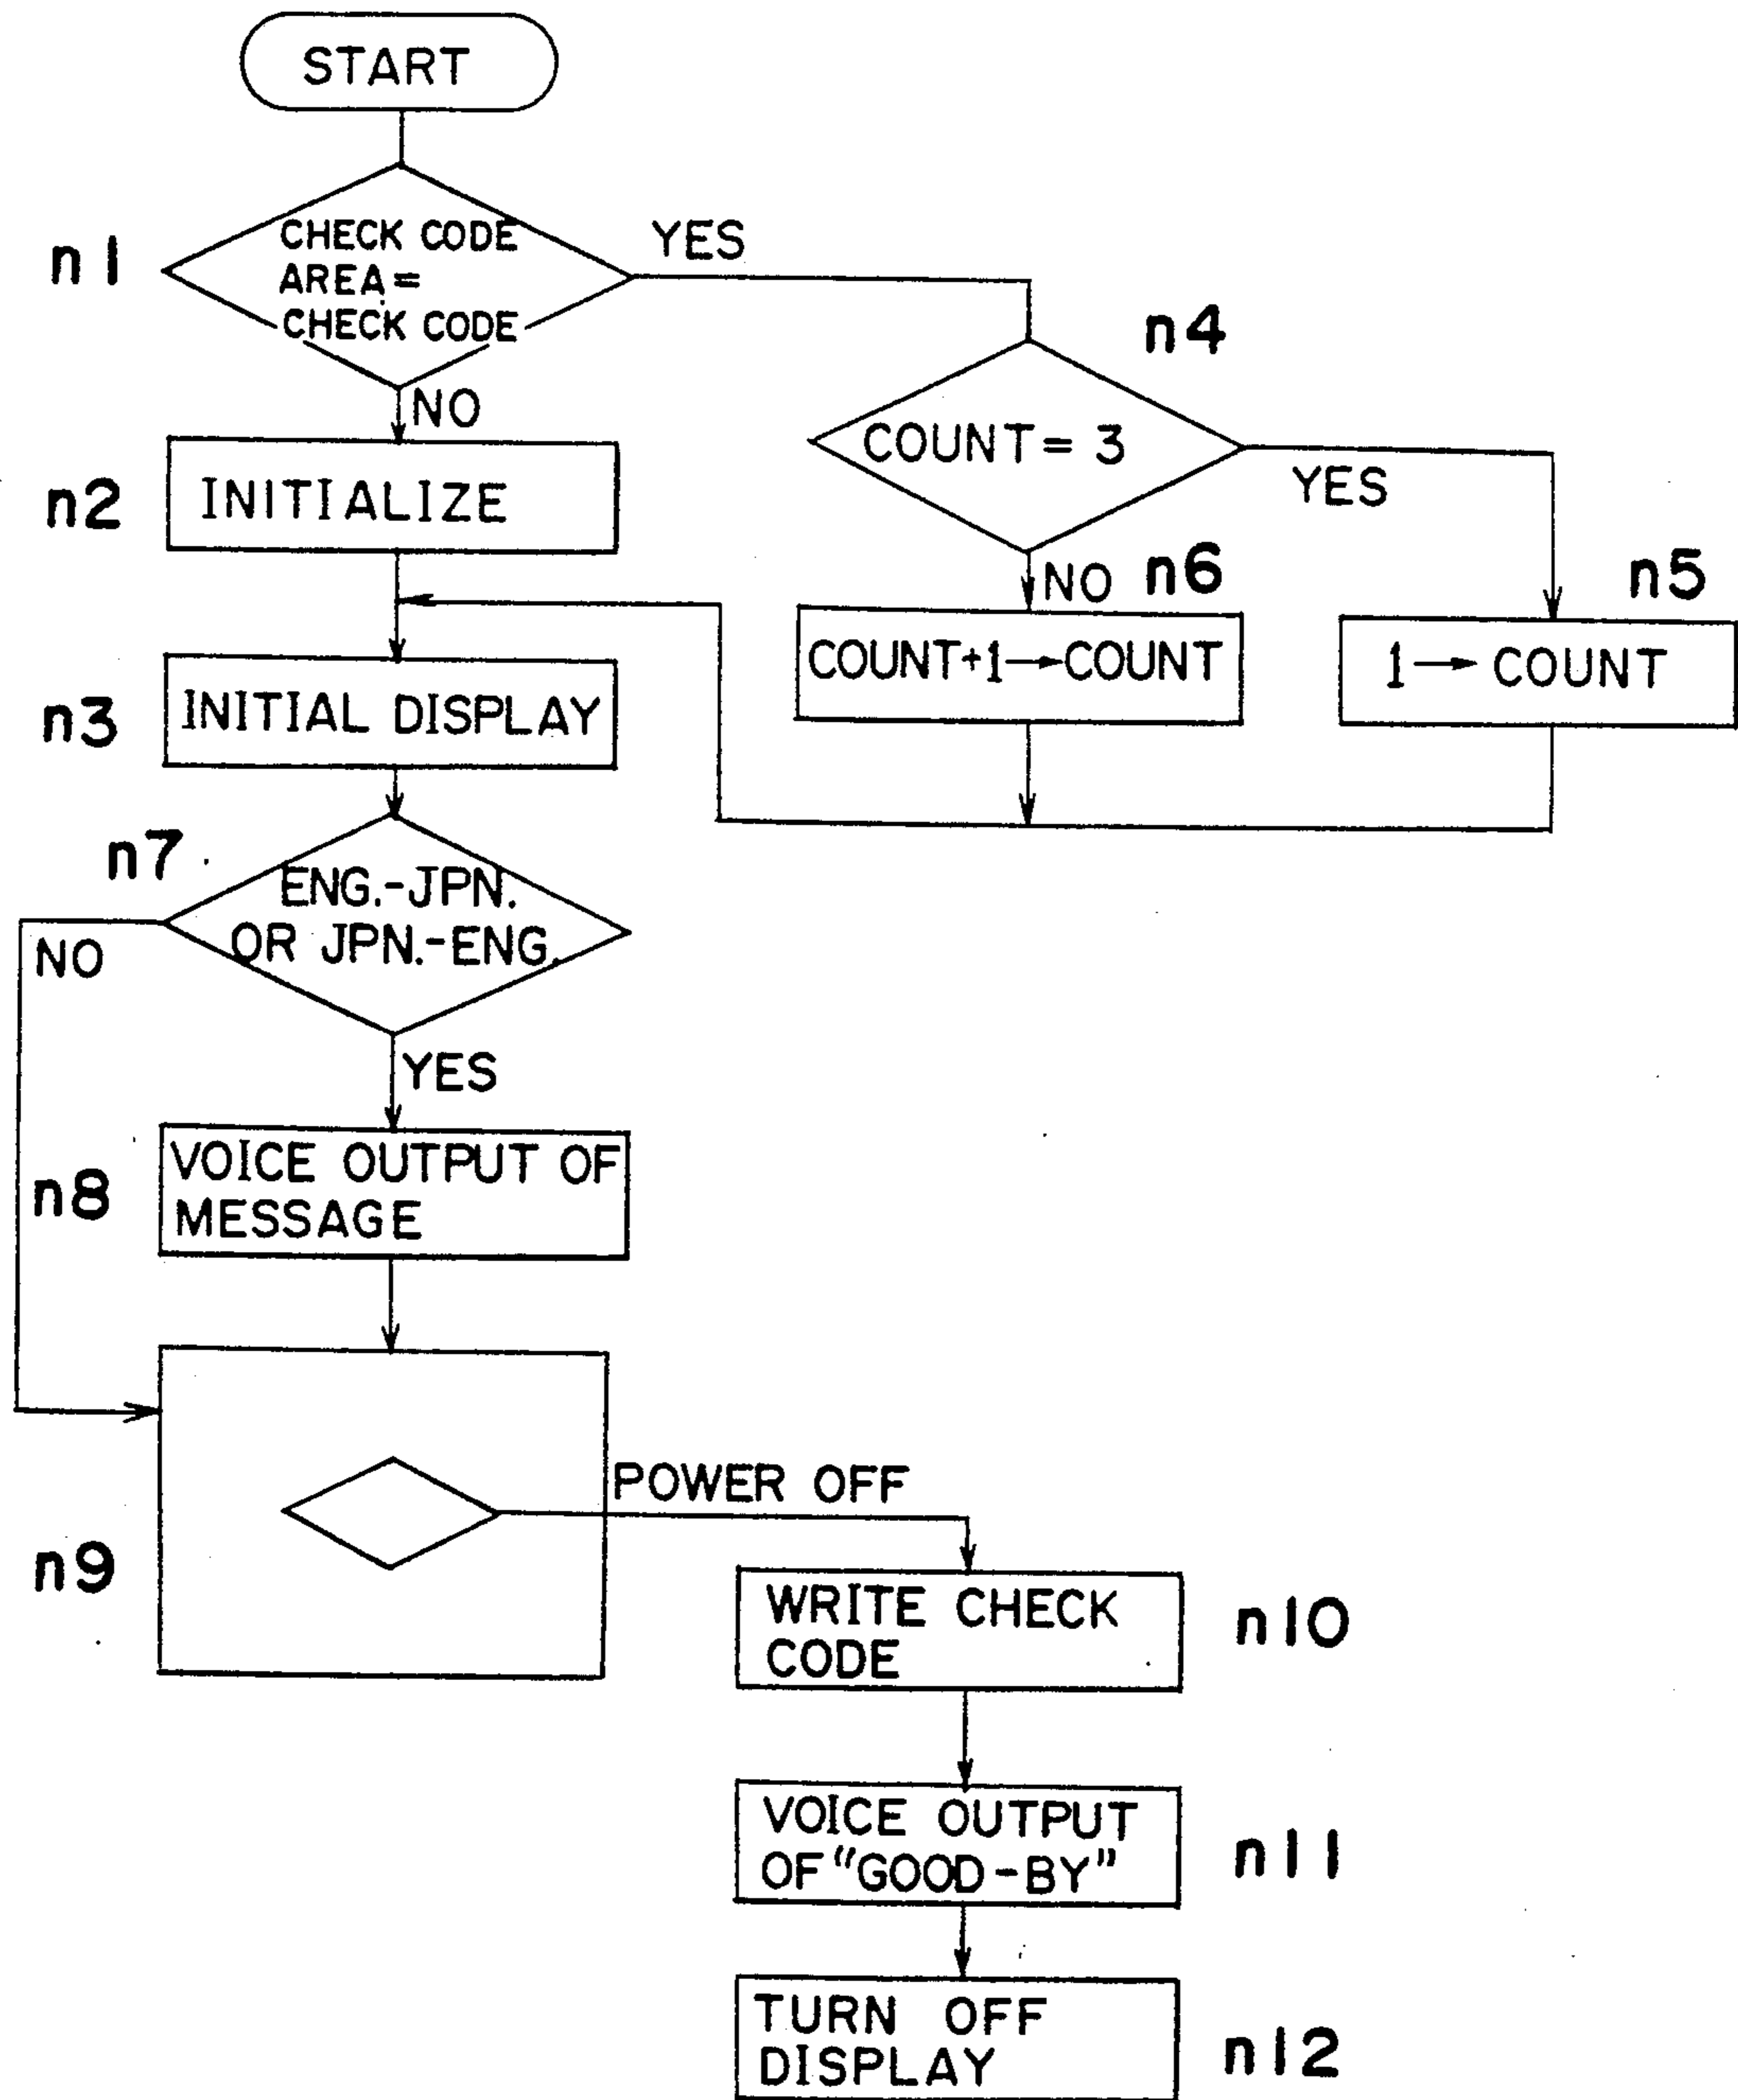 START
n1
CHECK CODE
AREA=
CHECK CODE
YES
NO
n4
COUNT= 3
YES
n2
INITIALIZE
NO
n6
n5
COUNT+1→COUNT
1→ COUNT
n3
INITIAL DISPLAY
n7
ENG.-JPN.
OR JPN.-ENG.
NO
YES
n8
VOICE OUTPUT OF
MESSAGE
n9
POWER OFF
WRITE CHECK
CODE
n10
VOICE OUTPUT
OF "GOOD-BY"
n11
TURN OFF
DISPLAY
n12